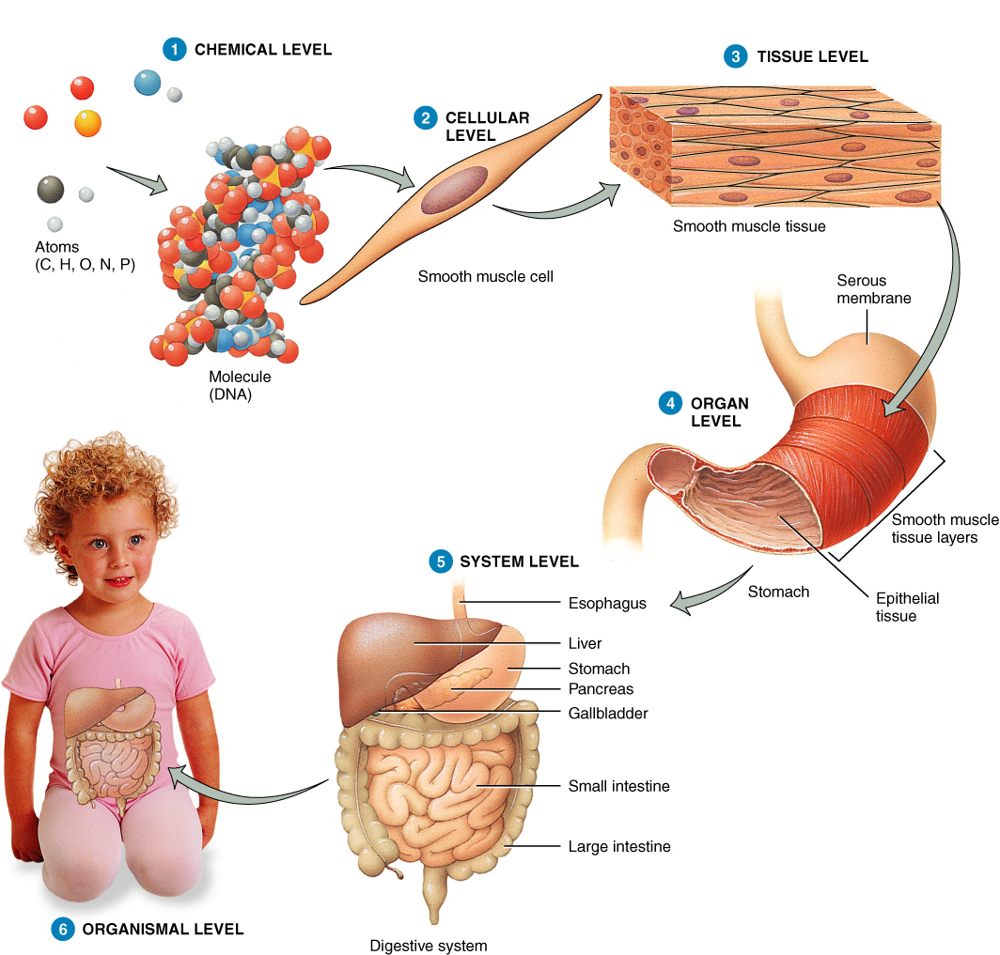 1 CHEMICAL LEVEL
Atoms
(C, H, O, N, P)
Molecule
(DNA)
2 CELLULAR
LEVEL
Smooth muscle cell
3 TISSUE LEVEL
Smooth muscle tissue
4 ORGAN
LEVEL
Serous
membrane
Smooth muscle
tissue layers
Epithelial
tissue
Stomach
5 SYSTEM LEVEL
Esophagus
Liver
Stomach
Pancreas
Gallbladder
Small intestine
Large intestine
Digestive system
6 ORGANISMAL LEVEL